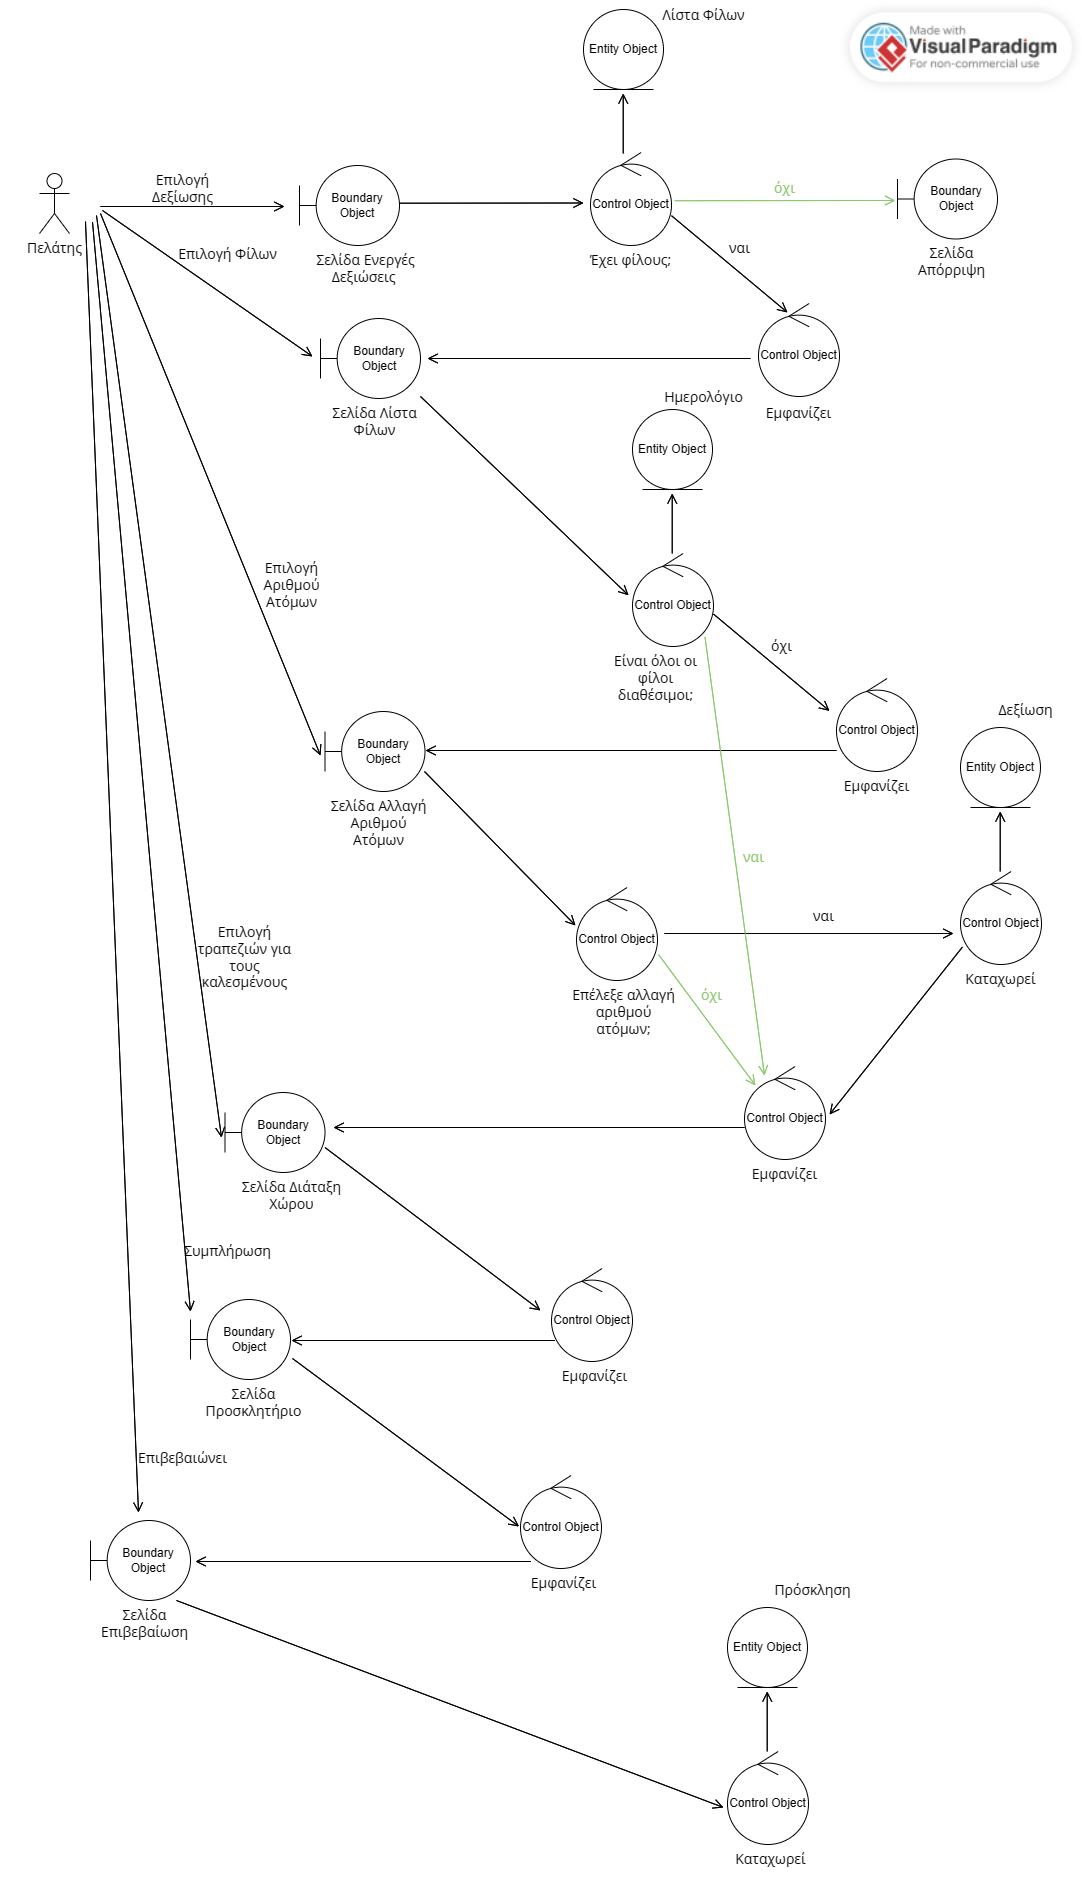 Λίστα Φίλων
Made with
VisualParadigm
For non-commercial use
Entity Object
Επιλογή
Δεξίωσης
Boundary
Object
Control Object
όχι
Boundary
Object
Πελάτης
Επιλογή Φίλων
Σελίδα Ενεργές
Δεξιώσεις
Έχει φίλους;
ναι
Σελίδα
Απόρριψη
Boundary
Object
Control Object
Σελίδα Λίστα
Φίλων
Εμφανίζει
Ημερολόγιο
Entity Object
Επιλογή
Αριθμού
Ατόμων
Control Object
Είναι όλοι οι
φίλοι
διαθέσιμοι;
όχι
Control Object
Εμφανίζει
Δεξίωση
Entity Object
Boundary
Object
Σελίδα Αλλαγή
Αριθμού
Ατόμων
ναι
Επιλογή
τραπεζιών για
τους
καλεσμένους
Control Object
Επέλεξε αλλαγή
αριθμού
ατόμων;
ναι
όχι
Control Object
Καταχωρεί
Boundary
Object
Σελίδα Διάταξη
Χώρου
Control Object
Εμφανίζει
Συμπλήρωση
Boundary
Object
Σελίδα
Προσκλητήριο
Control Object
Εμφανίζει
Επιβεβαιώνει
Boundary
Object
Σελίδα
Επιβεβαίωση
Control Object
Εμφανίζει
Πρόσκληση
Entity Object
Control Object
Καταχωρεί